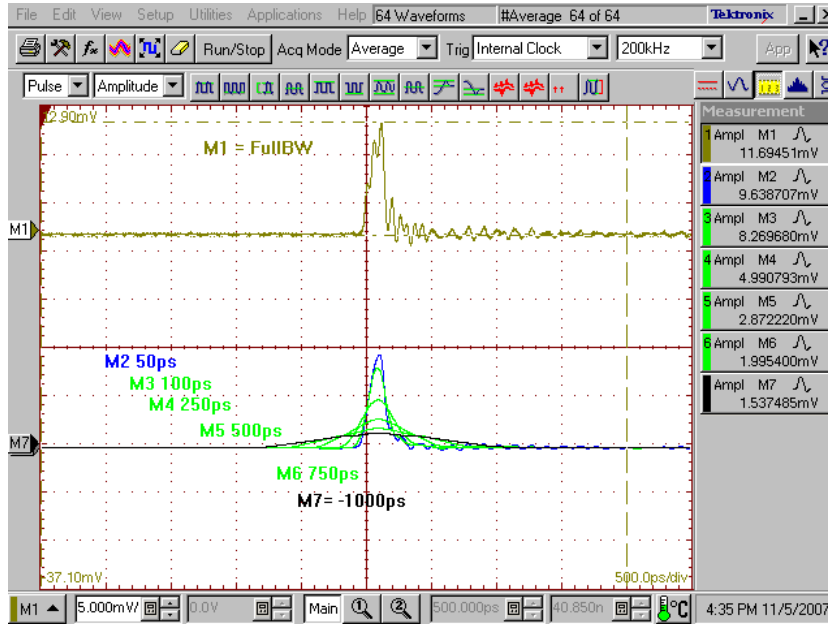 File Edit View Setup Utilities Applications Help 64 Waveforms #Average 64 of 64 Tektronix
Run/Stop Acq Mode Average Trig Internal Clock 200kHz App
Pulse Amplitude
Measurement
12.90mV
M1 = FullBW
1 Ampl M1
11.69451mV
2 Ampl M2
9.638707mV
3 Ampl M3
8.269680mV
4 Ampl M4
4.990793mV
5 Ampl M5
2.872220mV
6 Ampl M6
1.995400mV
Ampl M7
1.537485mV
M1
M2 50ps
M3 100ps
M4 250ps
M5 500ps
M7
M6 750ps
M7= -1000ps
-37.10mV
500.0ps/div
M1 5.000mV/ 0.0V Main 1 2 500.000ps 40.850n °C 4:35 PM 11/5/2007